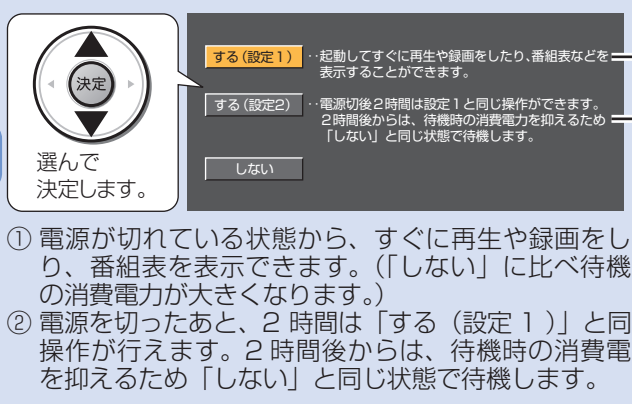 決定
選んで
決定します。
する(設定1)
‥起動してすぐに再生や録画をしたり、番組表などを
表示することができます。
する(設定2)
‥電源切後2時間は設定1と同じ操作ができます。
2時間後からは、待機時の消費電力を抑えるため
「しない」と同じ状態で待機します。
しない
① 電源が切れている状態から、すぐに再生や録画をし
り、番組表を表示できます。(「しない」に比べ待機
の消費電力が大きくなります。)
② 電源を切ったあと、2 時間は「する(設定 1 )」と同
操作が行えます。2 時間後からは、待機時の消費電
を抑えるため「しない」と同じ状態で待機します。